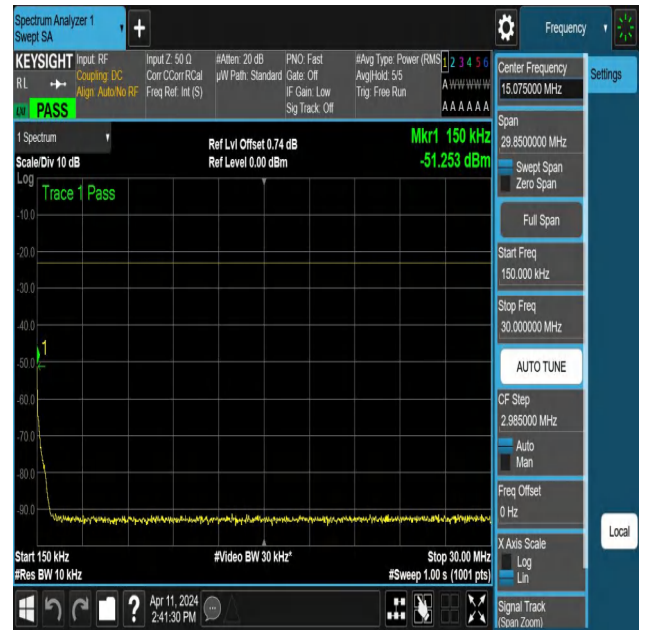 Spectrum Analyzer 1
Swept SA
Frequency
KEYSIGHT
RL
PASS
Input: RF
Coupling: DC
Align: Auto/No RF
Input Z: 50 Ω
Corr CCorr RCal
Freq Ref: Int (S)
#Atten: 20 dB
µW Path: Standard
PNO: Fast
Gate: Off
IF Gain: Low
Sig Track: Off
#Avg Type: Power (RMS
Avg|Hold: 5/5
Trig: Free Run
1 2 3 4 5 6
A W W W W W
A A A A A A
1 Spectrum
Scale/Div 10 dB
Ref Lvl Offset 0.74 dB
Ref Level 0.00 dBm
Mkr1 150 kHz
-51.253 dBm
Log
Trace 1 Pass
-10.0
-20.0
-30.0
-40.0
1
-50.0
-60.0
-70.0
-80.0
-90.0
Start 150 kHz
#Res BW 10 kHz
#Video BW 30 kHz*
Stop 30.00 MHz
#Sweep 1.00 s (1001 pts)
Apr 11, 2024
2:41:30 PM
Center Frequency
15.075000 MHz
Settings
Span
29.8500000 MHz
Swept Span
Zero Span
Full Span
Start Freq
150.000 kHz
Stop Freq
30.000000 MHz
AUTO TUNE
CF Step
2.985000 MHz
Auto
Man
Freq Offset
0 Hz
X Axis Scale
Log
Lin
Local
Signal Track
(Span Zoom)